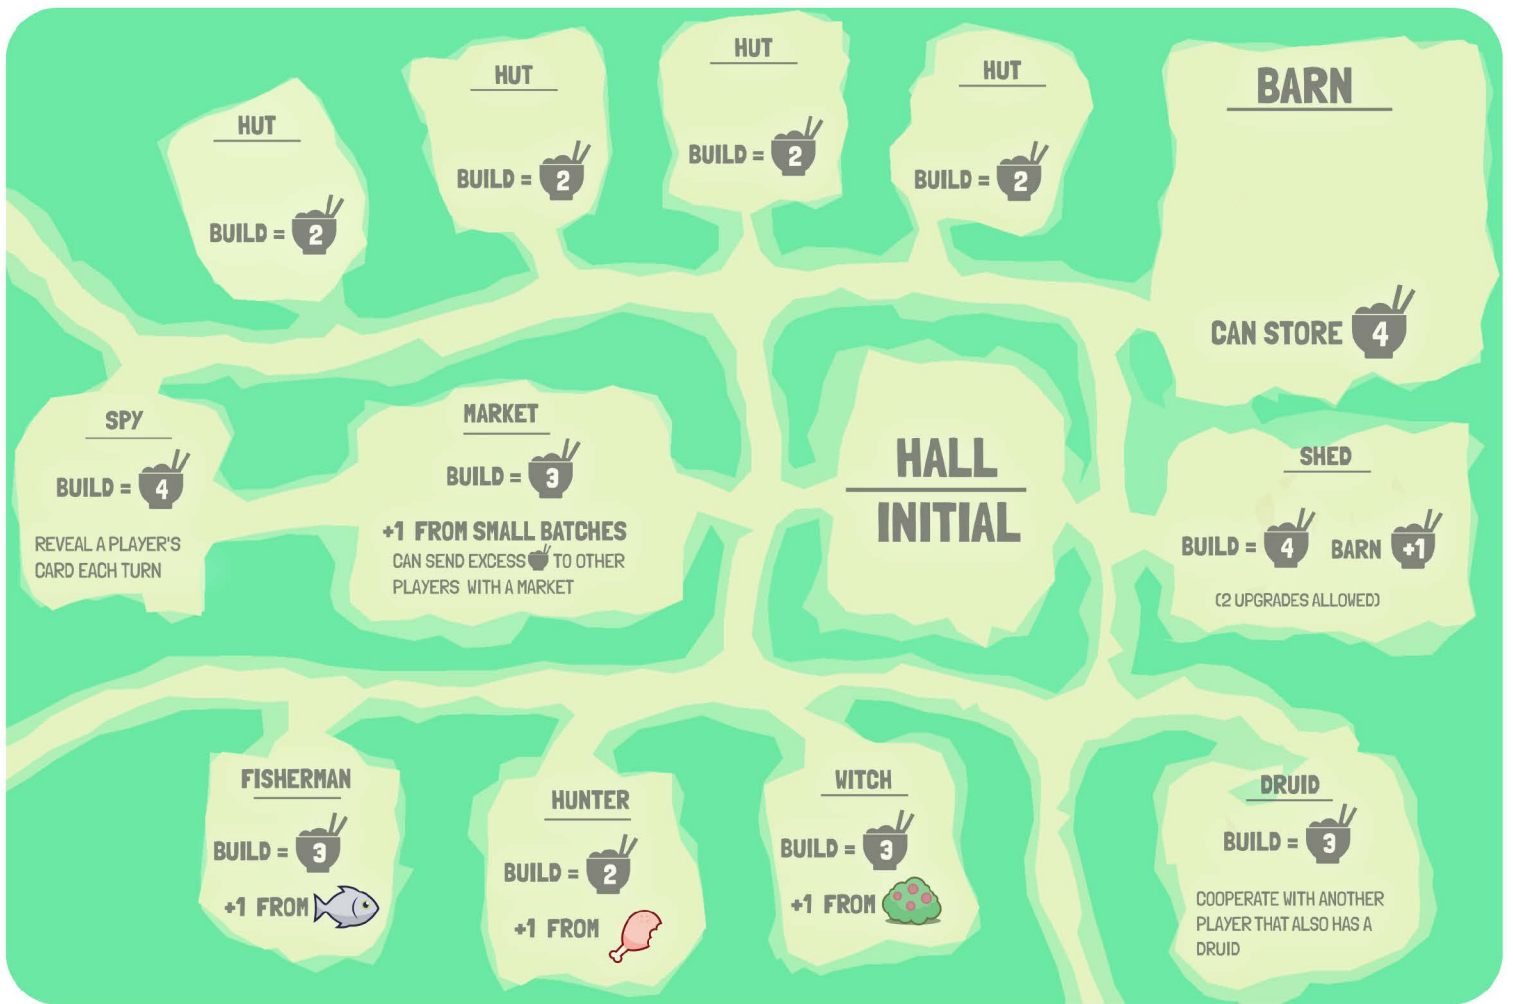 HUT
BUILD = 2
HUT
BUILD = 2
HUT
BUILD = 2
HUT
BUILD = 2
BARN
CAN STORE 4
SPY
BUILD = 4
REVEAL A PLAYER'S
CARD EACH TURN
MARKET
BUILD = 3
+1 FROM SMALL BATCHES
CAN SEND EXCESS TO OTHER
PLAYERS WITH A MARKET
HALL
INITIAL
SHED
BUILD = 4 BARN +1
(2 UPGRADES ALLOWED)
FISHERMAN
BUILD = 3
+1 FROM
HUNTER
BUILD = 2
+1 FROM
WITCH
BUILD = 3
+1 FROM
DRUID
BUILD = 3
COOPERATE WITH ANOTHER
PLAYER THAT ALSO HAS A
DRUID